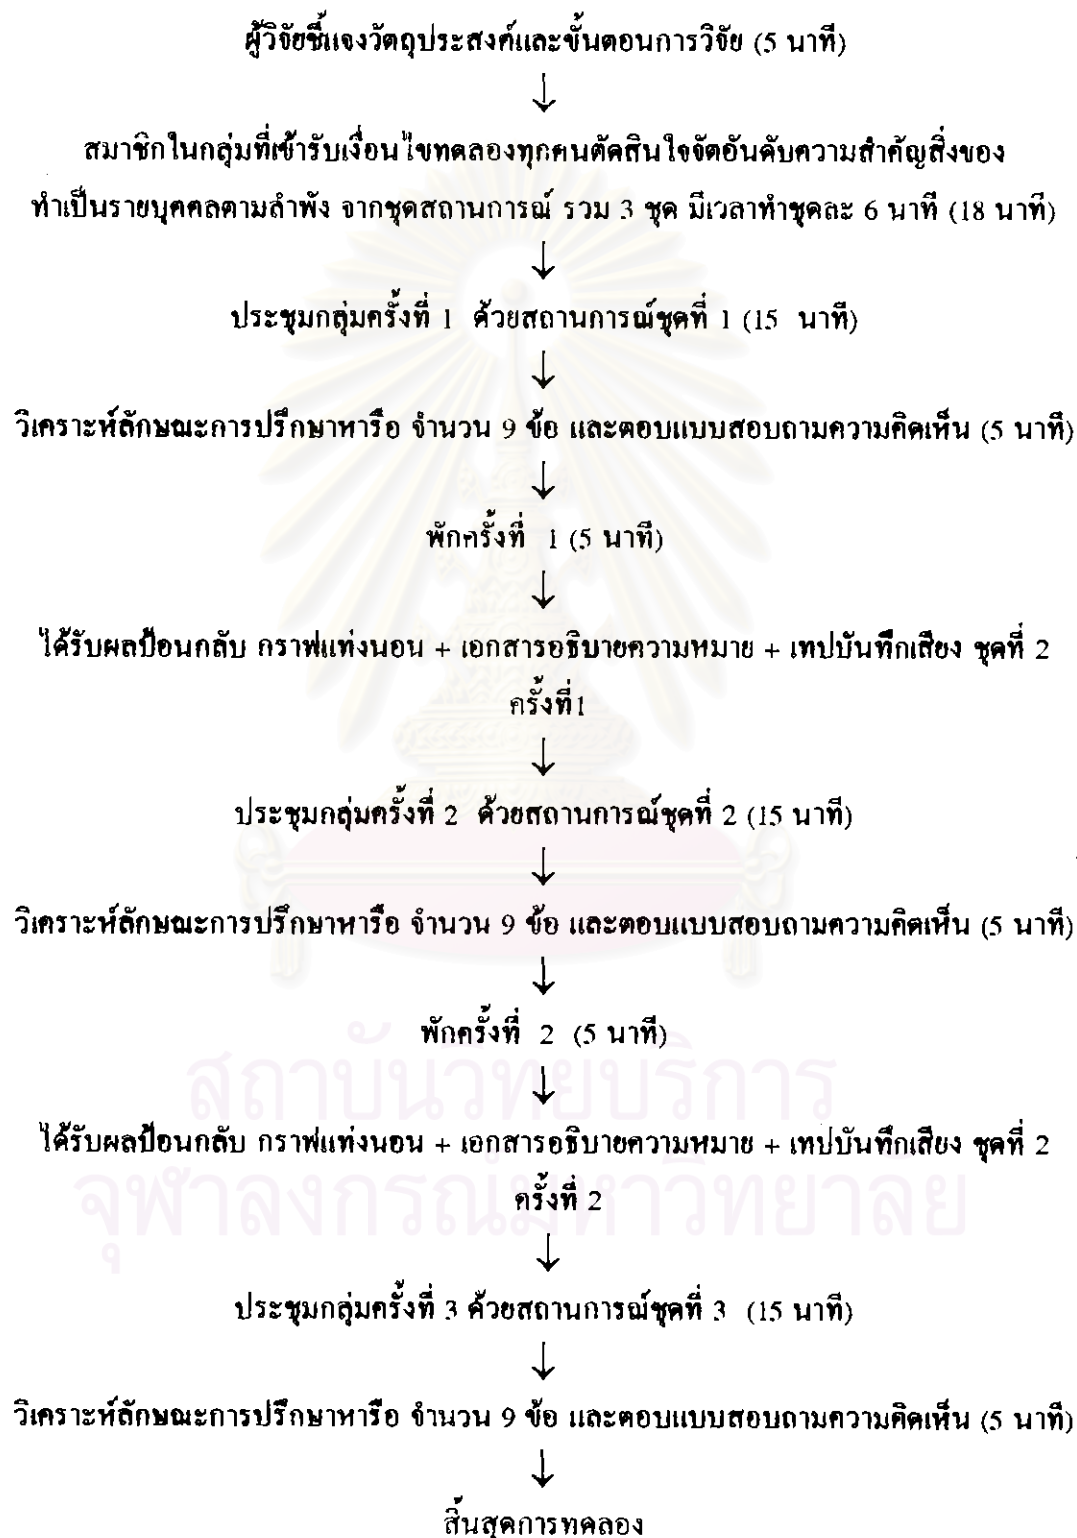 ผู้วิจัยชี้แจงวัตถุประสงค์และขั้นตอนการวิจัย (5 นาที)
↓
สมาชิกในกลุ่มที่เข้ารับเงื่อนไขทดลองทุกคนตัดสินใจจัดอันดับความสำคัญสิ่งของ
ทำเป็นรายบุคคลตามลำพัง จากชุดสถานการณ์ รวม 3 ชุด มีเวลาทำชุดละ 6 นาที (18 นาที)
↓
ประชุมกลุ่มครั้งที่ 1 ด้วยสถานการณ์ชุดที่ 1 (15 นาที)
↓
วิเคราะห์ลักษณะการปรึกษาหารือ จำนวน 9 ข้อ และตอบแบบสอบถามความคิดเห็น (5 นาที)
↓
พักครั้งที่ 1 (5 นาที)
↓
ได้รับผลป้อนกลับ กราฟแท่งนอน + เอกสารอธิบายความหมาย + เทปบันทึกเสียง ชุดที่ 2
ครั้งที่1
↓
ประชุมกลุ่มครั้งที่ 2 ด้วยสถานการณ์ชุดที่ 2 (15 นาที)
↓
วิเคราะห์ลักษณะการปรึกษาหารือ จำนวน 9 ข้อ และตอบแบบสอบถามความคิดเห็น (5 นาที)
↓
พักครั้งที่ 2 (5 นาที)
↓
สถาบันวิทยบริการ
ได้รับผลป้อนกลับ กราฟแท่งนอน + เอกสารอธิบายความหมาย + เทปบันทึกเสียง ชุดที่ 2
ครั้งที่ 2
จุฬาลงกรณ์มหาวิทยาลัย
↓
ประชุมกลุ่มครั้งที่ 3 ด้วยสถานการณ์ชุดที่ 3 (15 นาที)
↓
วิเคราะห์ลักษณะการปรึกษาหารือ จำนวน 9 ข้อ และตอบแบบสอบถามความคิดเห็น (5 นาที)
↓
สิ้นสุดการทดลอง